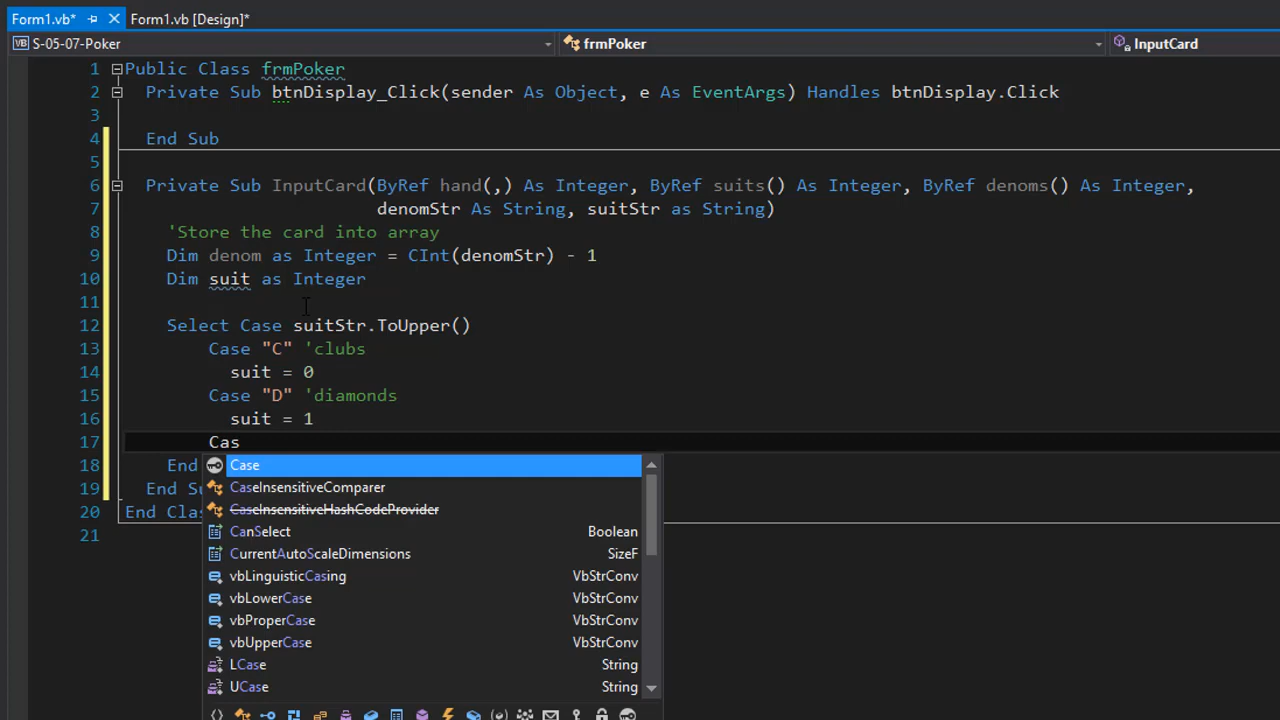 Form1.vb* Form1.vb [Design]*
S-05-07-Poker frmPoker InputCard
1 Public Class frmPoker
2 Private Sub btnDisplay_Click(sender As Object, e As EventArgs) Handles btnDisplay.Click
3
4 End Sub
5
6 Private Sub InputCard(ByRef hand(,) As Integer, ByRef suits() As Integer, ByRef denoms() As Integer,
7 denomStr As String, suitStr as String)
8 'Store the card into array
9 Dim denom as Integer = CInt(denomStr) - 1
10 Dim suit as Integer
11
12 Select Case suitStr.ToUpper()
13 Case "C" 'clubs
14 suit = 0
15 Case "D" 'diamonds
16 suit = 1
17 Cas
18 End Case
19 End Su CaseInsensitiveComparer
20 End Clas CaseInsensitiveHashCodeProvider
21 CanSelect Boolean
CurrentAutoScaleDimensions SizeF
vbLinguisticCasing VbStrConv
vbLowerCase VbStrConv
vbProperCase VbStrConv
vbUpperCase VbStrConv
LCase String
UCase String